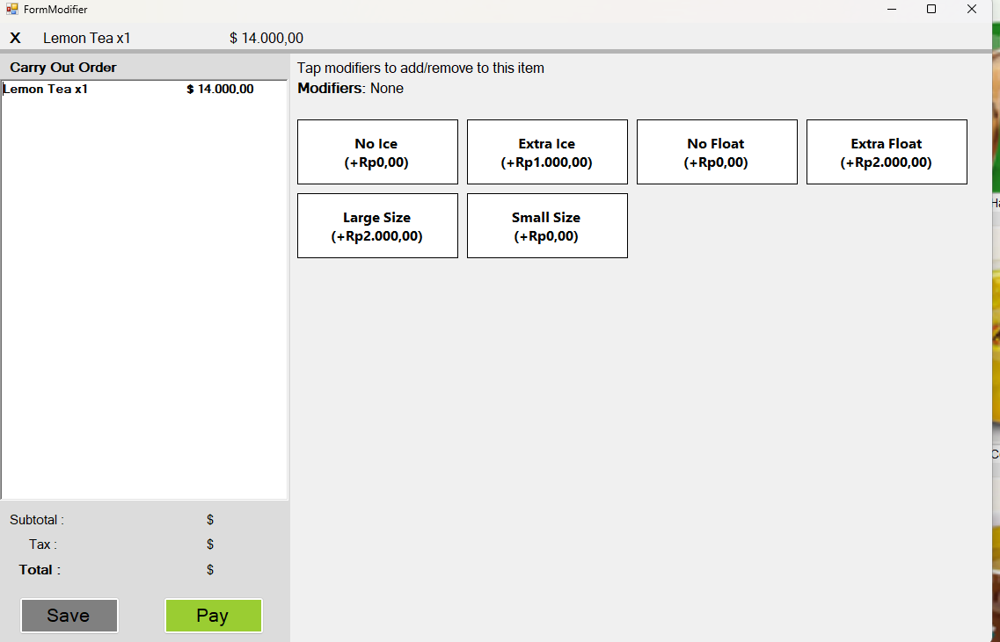 FormModifier
X Lemon Tea x1 $ 14.000,00
Carry Out Order
Lemon Tea x1 $ 14.000,00
Tap modifiers to add/remove to this item
Modifiers: None
No Ice
(+Rp0,00)
Extra Ice
(+Rp1.000,00)
No Float
(+Rp0,00)
Extra Float
(+Rp2.000,00)
Large Size
(+Rp2.000,00)
Small Size
(+Rp0,00)
Subtotal : $
Tax : $
Total : $
Save
Pay